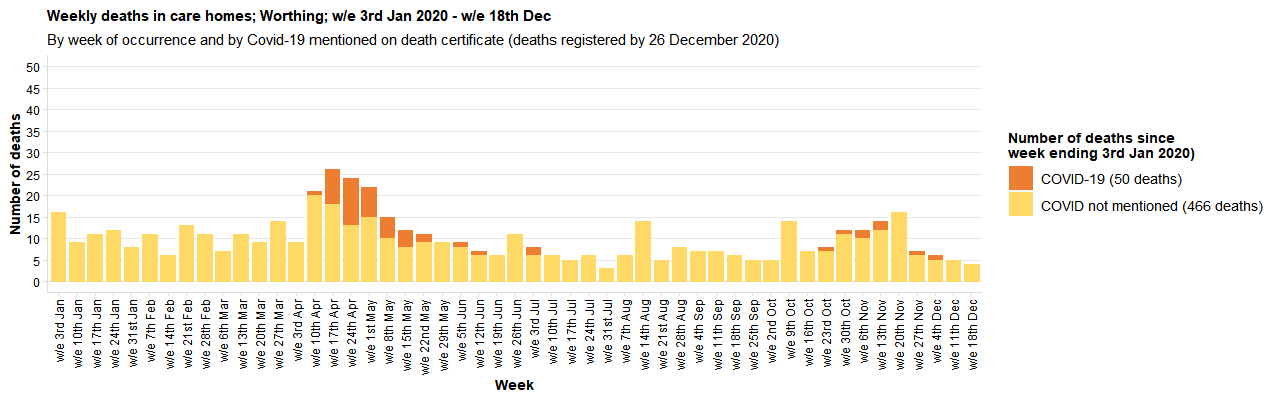 Weekly deaths in care homes; Worthing; w/e 3rd Jan 2020 - w/e 18th Dec
By week of occurrence and by Covid-19 mentioned on death certificate (deaths registered by 26 December 2020)
Number of deaths
50
45
40
35
30
25
20
15
10
5
0
w/e 3rd Jan
w/e 10th Jan
w/e 17th Jan
w/e 24th Jan
w/e 31st Jan
w/e 7th Feb
w/e 14th Feb
w/e 21st Feb
w/e 28th Feb
w/e 6th Mar
w/e 13th Mar
w/e 20th Mar
w/e 27th Mar
w/e 3rd Apr
w/e 10th Apr
w/e 17th Apr
w/e 24th Apr
w/e 1st May
w/e 8th May
w/e 15th May
w/e 22nd May
w/e 29th May
w/e 5th Jun
w/e 12th Jun
w/e 19th Jun
w/e 26th Jun
w/e 3rd Jul
w/e 10th Jul
w/e 17th Jul
w/e 24th Jul
w/e 31st Jul
w/e 7th Aug
w/e 14th Aug
w/e 21st Aug
w/e 28th Aug
w/e 4th Sep
w/e 11th Sep
w/e 18th Sep
w/e 25th Sep
w/e 2nd Oct
w/e 9th Oct
w/e 16th Oct
w/e 23rd Oct
w/e 30th Oct
w/e 6th Nov
w/e 13th Nov
w/e 20th Nov
w/e 27th Nov
w/e 4th Dec
w/e 11th Dec
w/e 18th Dec
Week
Number of deaths since
week ending 3rd Jan 2020)
COVID-19 (50 deaths)
COVID not mentioned (466 deaths)